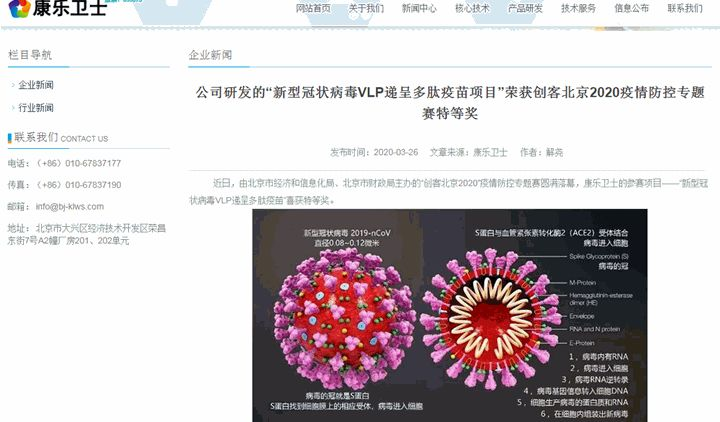 康乐卫士
网站首页 关于我们 新闻中心 核心技术 产品研发 技术服务 信息公布 联系我们
栏目导航
> 企业新闻
> 行业新闻
联系我们 CONTACT US
电话：（+86）010-67837177
传真：（+86）010-67837190
邮箱：info@bj-klws.com
地址：北京市大兴区经济技术开发区荣昌
东街7号A2幢厂房201、202单元
企业新闻
公司研发的“新型冠状病毒VLP递呈多肽疫苗项目”荣获创客北京2020疫情防控专题
赛特等奖
发布时间：2020-03-26 文章来源：康乐卫士 作者：解亮
近日，由北京市经济和信息化局、北京市财政局主办的“创客北京2020”疫情防控专题赛圆满落幕，康乐卫士的参赛项目——“新型冠
状病毒VLP递呈多肽疫苗”喜获特等奖。
新型冠状病毒 2019-nCoV
直径0.08~0.12微米
病毒的冠就是S蛋白
S蛋白找到细胞膜上的相应受体，病毒进入细胞
S蛋白与血管紧张素转化酶2（ACE2）受体结合
病毒进入细胞
Spike Glycoprotein (S)
病毒的冠
M-Protein
Hemagglutinin-esterase
dimer (HE)
Envelope
RNA and N protein
E-Protein
1，病毒内有RNA
2，病毒进入细胞
3，病毒RNA逆转录
4，病毒基因信息转入细胞DNA
5，细胞生产病毒的蛋白质和RNA
6，在细胞内组装出新病毒